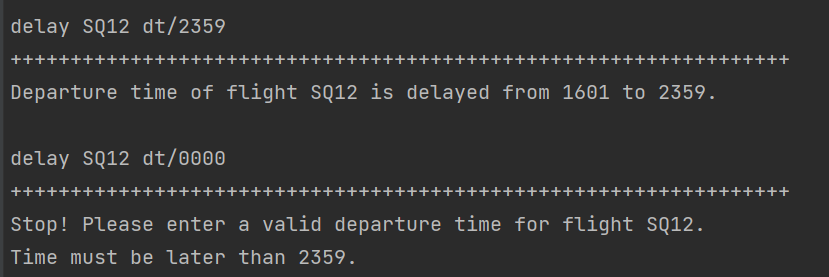 delay SQ12 dt/2359
+++++++++++++++++++++++++++++++++++++++++++++++++++++++++++++++++
Departure time of flight SQ12 is delayed from 1601 to 2359.
delay SQ12 dt/0000
+++++++++++++++++++++++++++++++++++++++++++++++++++++++++++++++++
Stop! Please enter a valid departure time for flight SQ12.
Time must be later than 2359.